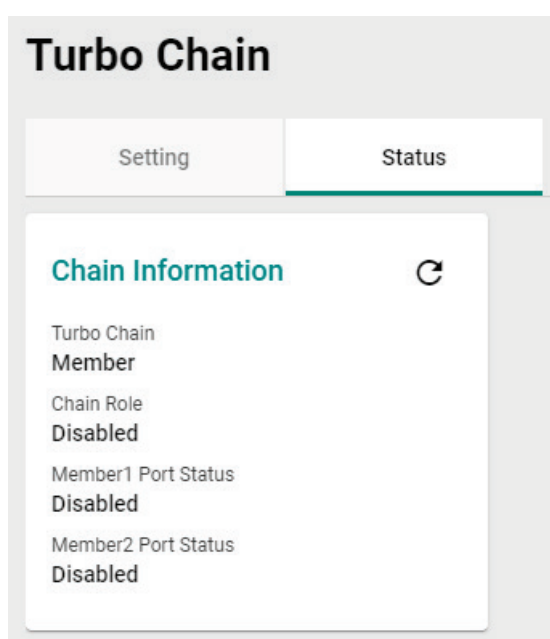 Turbo Chain
Setting
Status
Chain Information
Turbo Chain
Member
Chain Role
Disabled
Member1 Port Status
Disabled
Member2 Port Status
Disabled